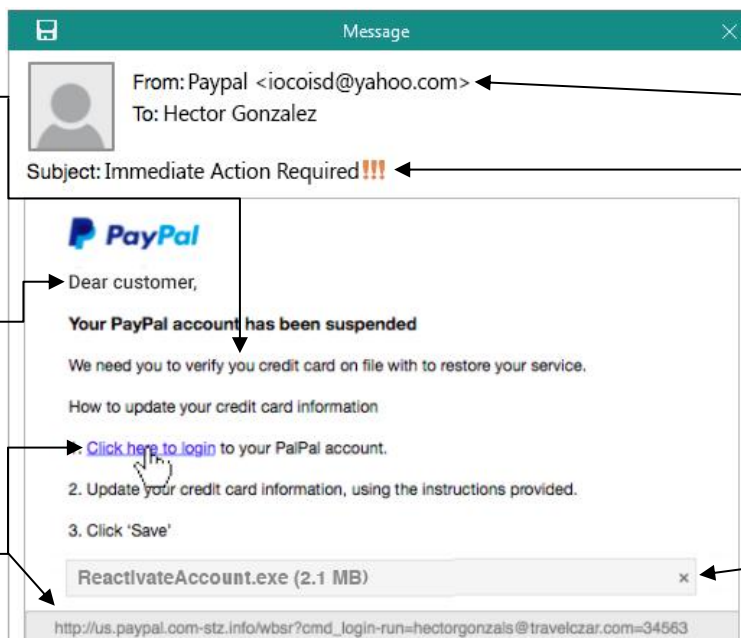 Message
From: Paypal <iocoisd@yahoo.com>
To: Hector Gonzalez
Subject: Immediate Action Required!!!
PayPal
Dear customer,
Your PayPal account has been suspended
We need you to verify you credit card on file with to restore your service.
How to update your credit card information
1. Click here to login to your PalPal account.
2. Update your credit card information, using the instructions provided.
3. Click 'Save'
ReactivateAccount.exe (2.1 MB) ×
http://us.paypal.com-stz.info/wbsr?cmd_login-run=hectorgonzals@travelczar.com=34563